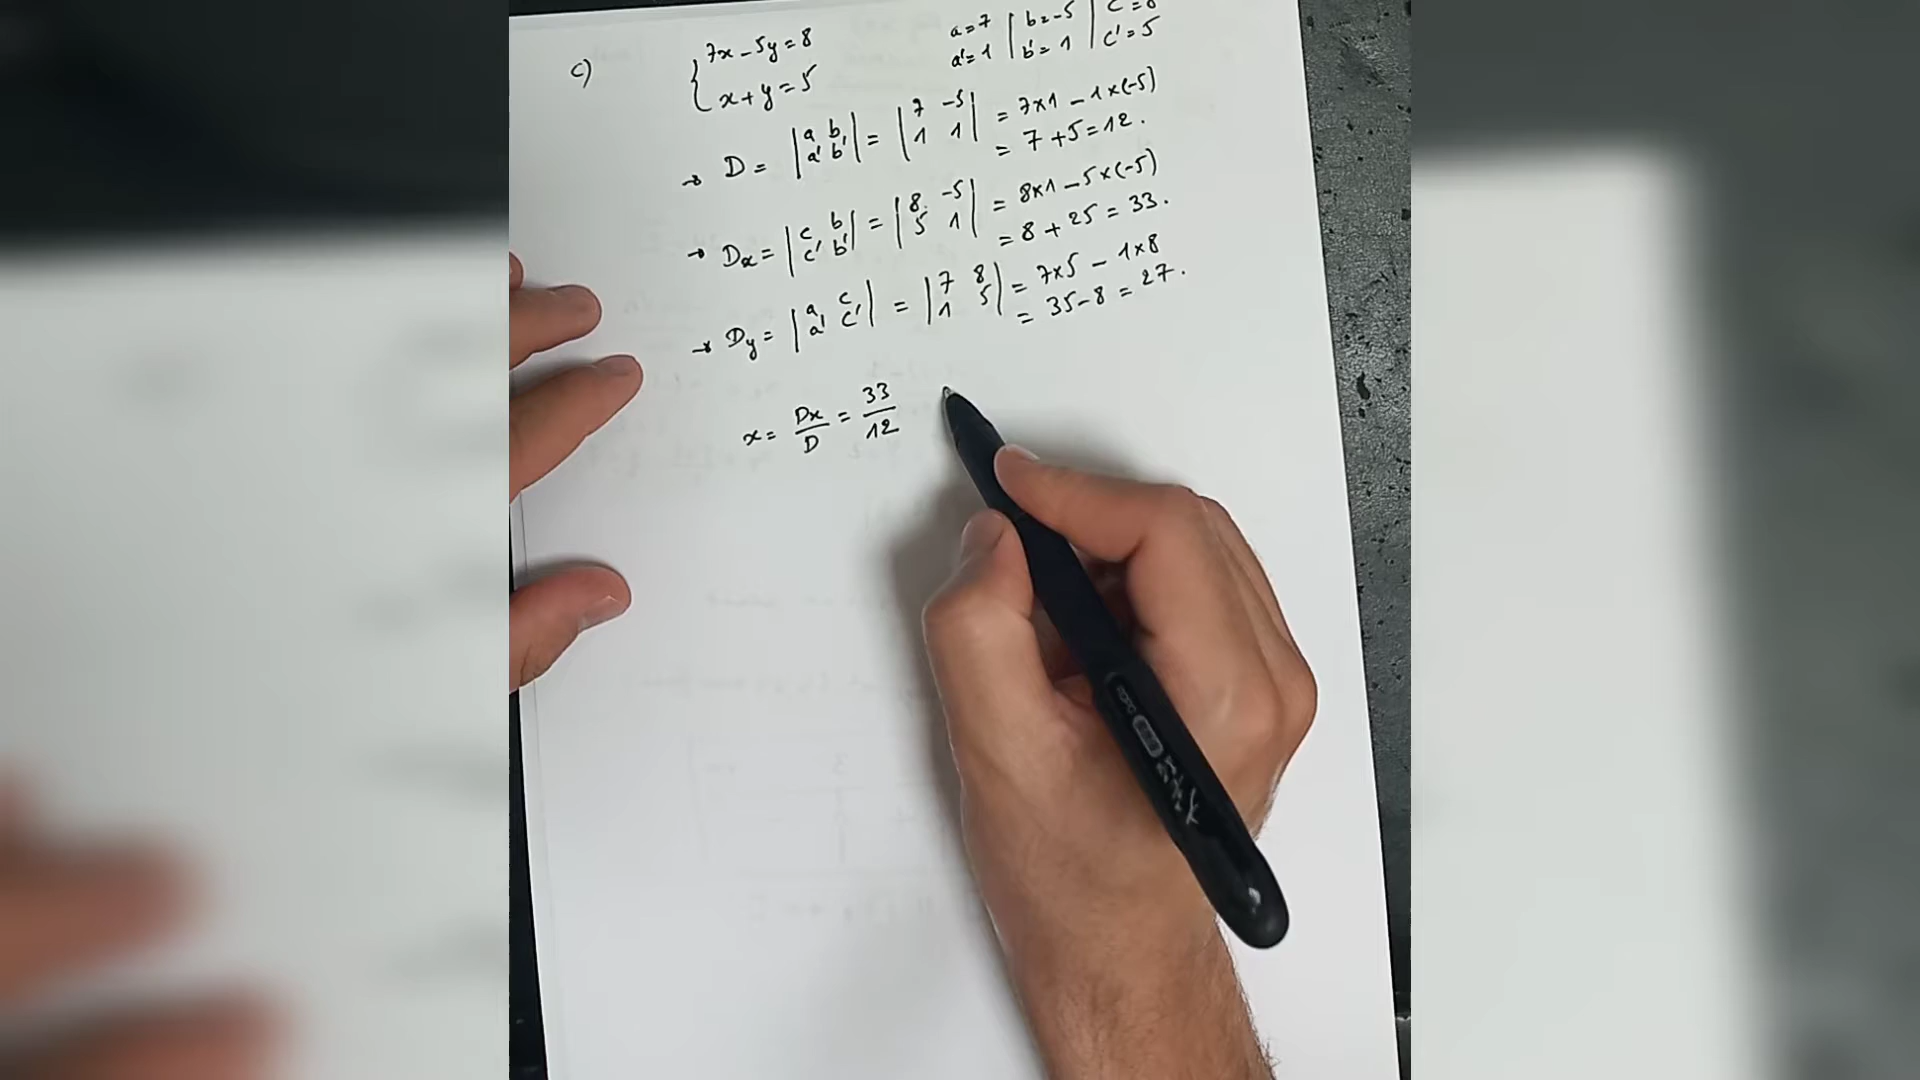 a=7 | b=-5 | c=8
c) { 7x-5y=8 a'=1 | b'=1 | c'=5
x+y=5
→ D = |a b| = |7 -5| = 7×1 - 1×(-5)
|a' b'| |1 1| = 7+5=12.
→ Dx = |c b| = |8 -5| = 8×1 - 5×(-5)
|c' b'| |5 1| = 8 + 25 = 33.
→ Dy = |a c| = |7 8| = 7×5 - 1×8
|a' c'| |1 5| = 35-8 = 27.
x = Dx/D = 33/12